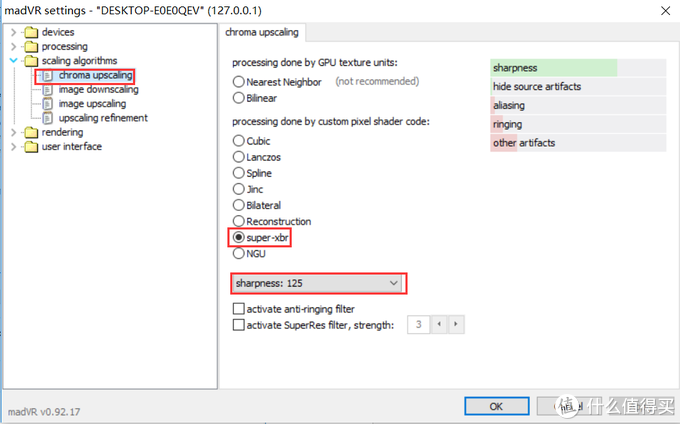 madVR settings - "DESKTOP-E0E0QEV" (127.0.0.1)
devices
processing
scaling algorithms
chroma upscaling
image downscaling
image upscaling
upscaling refinement
rendering
user interface
chroma upscaling
processing done by GPU texture units:
Nearest Neighbor (not recommended)
Bilinear
processing done by custom pixel shader code:
Cubic
Lanczos
Spline
Jinc
Bilateral
Reconstruction
super-xbr
NGU
sharpness: 125
activate anti-ringing filter
activate SuperRes filter, strength: 3
sharpness
hide source artifacts
aliasing
ringing
other artifacts
madVR v0.92.17
OK
值 什么值得买